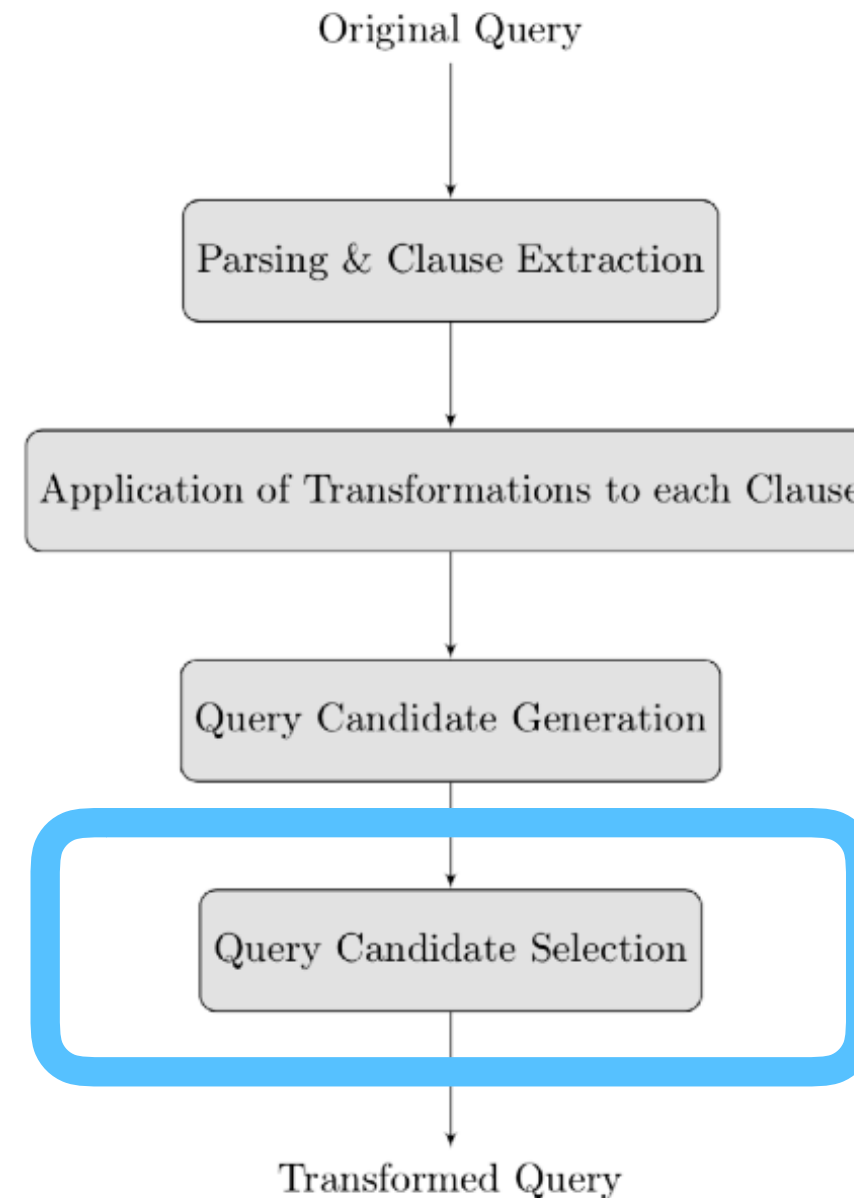 Original Query
Parsing & Clause Extraction
Application of Transformations to each Clause
Query Candidate Generation
Query Candidate Selection
Transformed Query